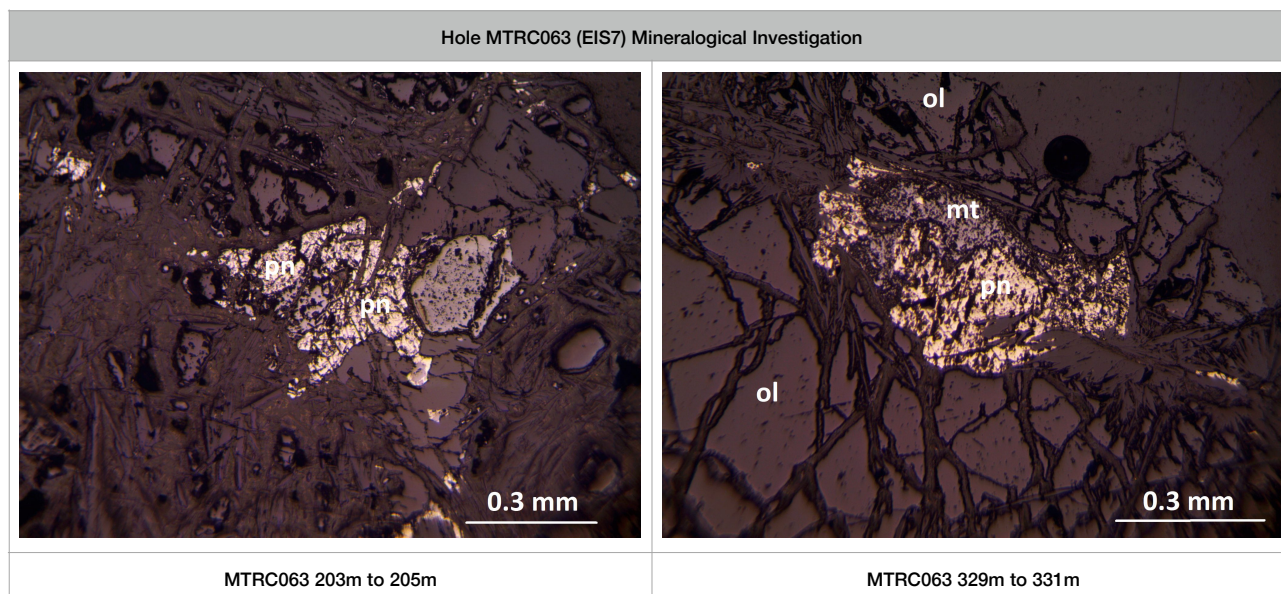 Hole MTRC063 (EIS7) Mineralogical Investigation
pn
pn
0.3 mm
ol
mt
pn
ol
0.3 mm
MTRC063 203m to 205m
MTRC063 329m to 331m